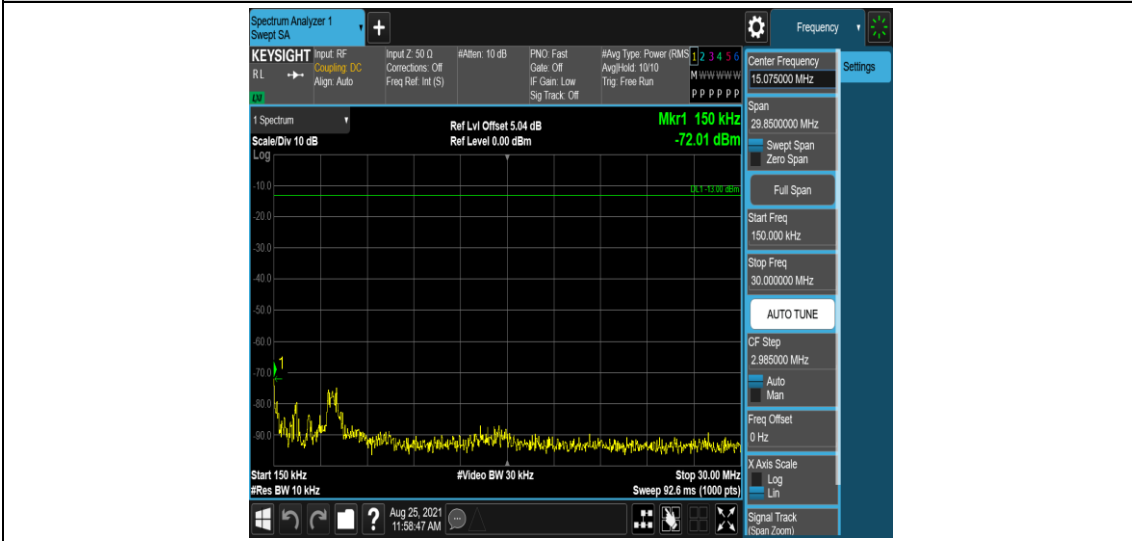 Spectrum Analyzer 1
Swept SA
+
Frequency
KEYSIGHT
RL
LM
Input: RF
Coupling: DC
Align: Auto
Input Z: 50 Ω
Corrections: Off
Freq Ref: Int (S)
#Atten: 10 dB
PNO: Fast
Gate: Off
IF Gain: Low
Sig Track: Off
#Avg Type: Power (RMS
Avg|Hold: 10/10
Trig: Free Run
1 2 3 4 5 6
M W W W W W
P P P P P P
1 Spectrum
Scale/Div 10 dB
Log
Ref Lvl Offset 5.04 dB
Ref Level 0.00 dBm
Mkr1 150 kHz
-72.01 dBm
DL1 -13.00 dBm
-10.0
-20.0
-30.0
-40.0
-50.0
-60.0
-70.0
-80.0
-90.0
1
Start 150 kHz
#Res BW 10 kHz
#Video BW 30 kHz
Stop 30.00 MHz
Sweep 92.6 ms (1000 pts)
?
Aug 25, 2021
11:58:47 AM
Center Frequency
15.075000 MHz
Span
29.8500000 MHz
Swept Span
Zero Span
Full Span
Start Freq
150.000 kHz
Stop Freq
30.000000 MHz
AUTO TUNE
CF Step
2.985000 MHz
Auto
Man
Freq Offset
0 Hz
X Axis Scale
Log
Lin
Signal Track
(Span Zoom)
Settings